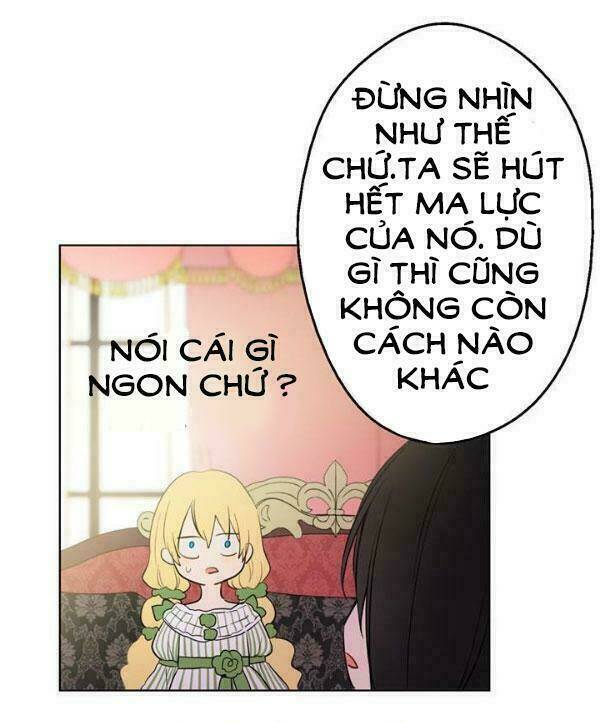 ĐỪNG NHÌN
NHƯ THẾ
CHỨ.TA SẼ HÚT
HẾT MA LỰC
CỦA NÓ. DÙ
GÌ THÌ CŨNG
KHÔNG CÒN
CÁCH NÀO
KHÁC
NÓI CÁI GÌ
NGON CHỨ ?